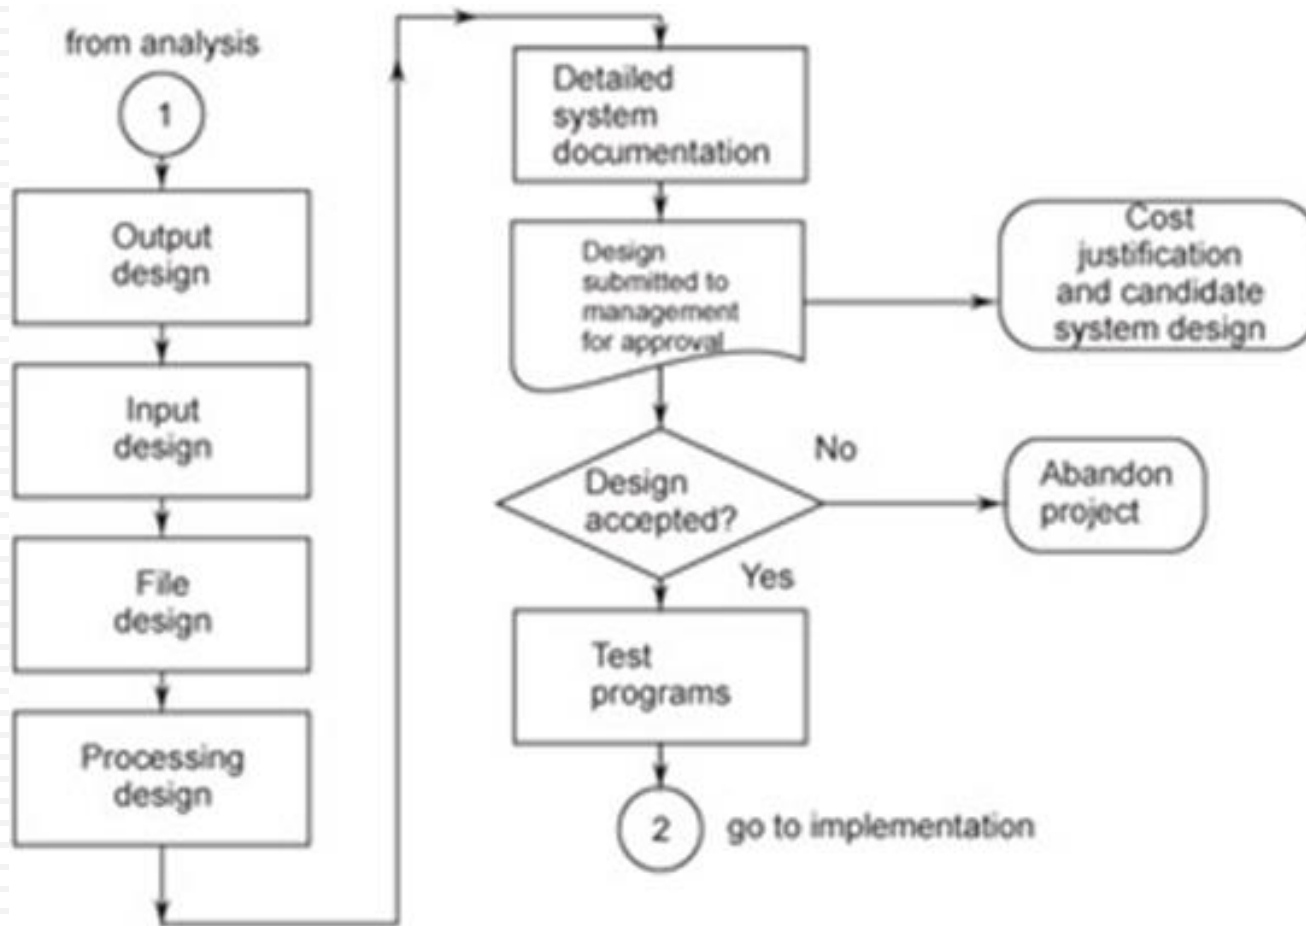 from analysis
1
Output
design
Input
design
File
design
Processing
design
Detailed
system
documentation
Design
submitted to
management
for approval
Cost
justification
and candidate
system design
Design
accepted?
No
Abandon
project
Yes
Test
programs
2
go to implementation